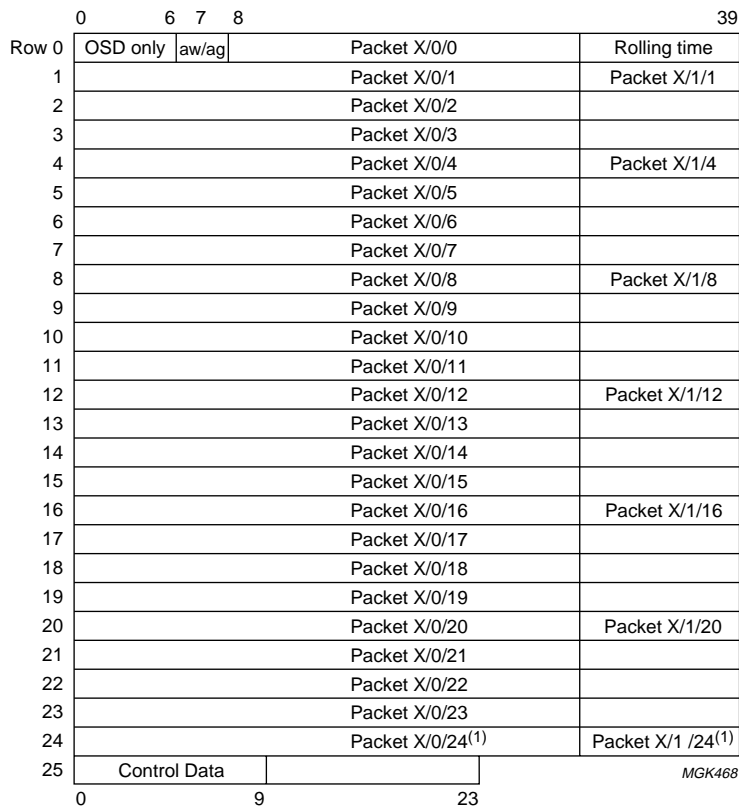 0 6 7 8 39
Row 0 OSD only aw/ag Packet X/0/0 Rolling time
1 Packet X/0/1 Packet X/1/1
2 Packet X/0/2
3 Packet X/0/3
4 Packet X/0/4 Packet X/1/4
5 Packet X/0/5
6 Packet X/0/6
7 Packet X/0/7
8 Packet X/0/8 Packet X/1/8
9 Packet X/0/9
10 Packet X/0/10
11 Packet X/0/11
12 Packet X/0/12 Packet X/1/12
13 Packet X/0/13
14 Packet X/0/14
15 Packet X/0/15
16 Packet X/0/16 Packet X/1/16
17 Packet X/0/17
18 Packet X/0/18
19 Packet X/0/19
20 Packet X/0/20 Packet X/1/20
21 Packet X/0/21
22 Packet X/0/22
23 Packet X/0/23
24 Packet X/0/24(1) Packet X/1 /24(1)
25 Control Data MGK468
0 9 23